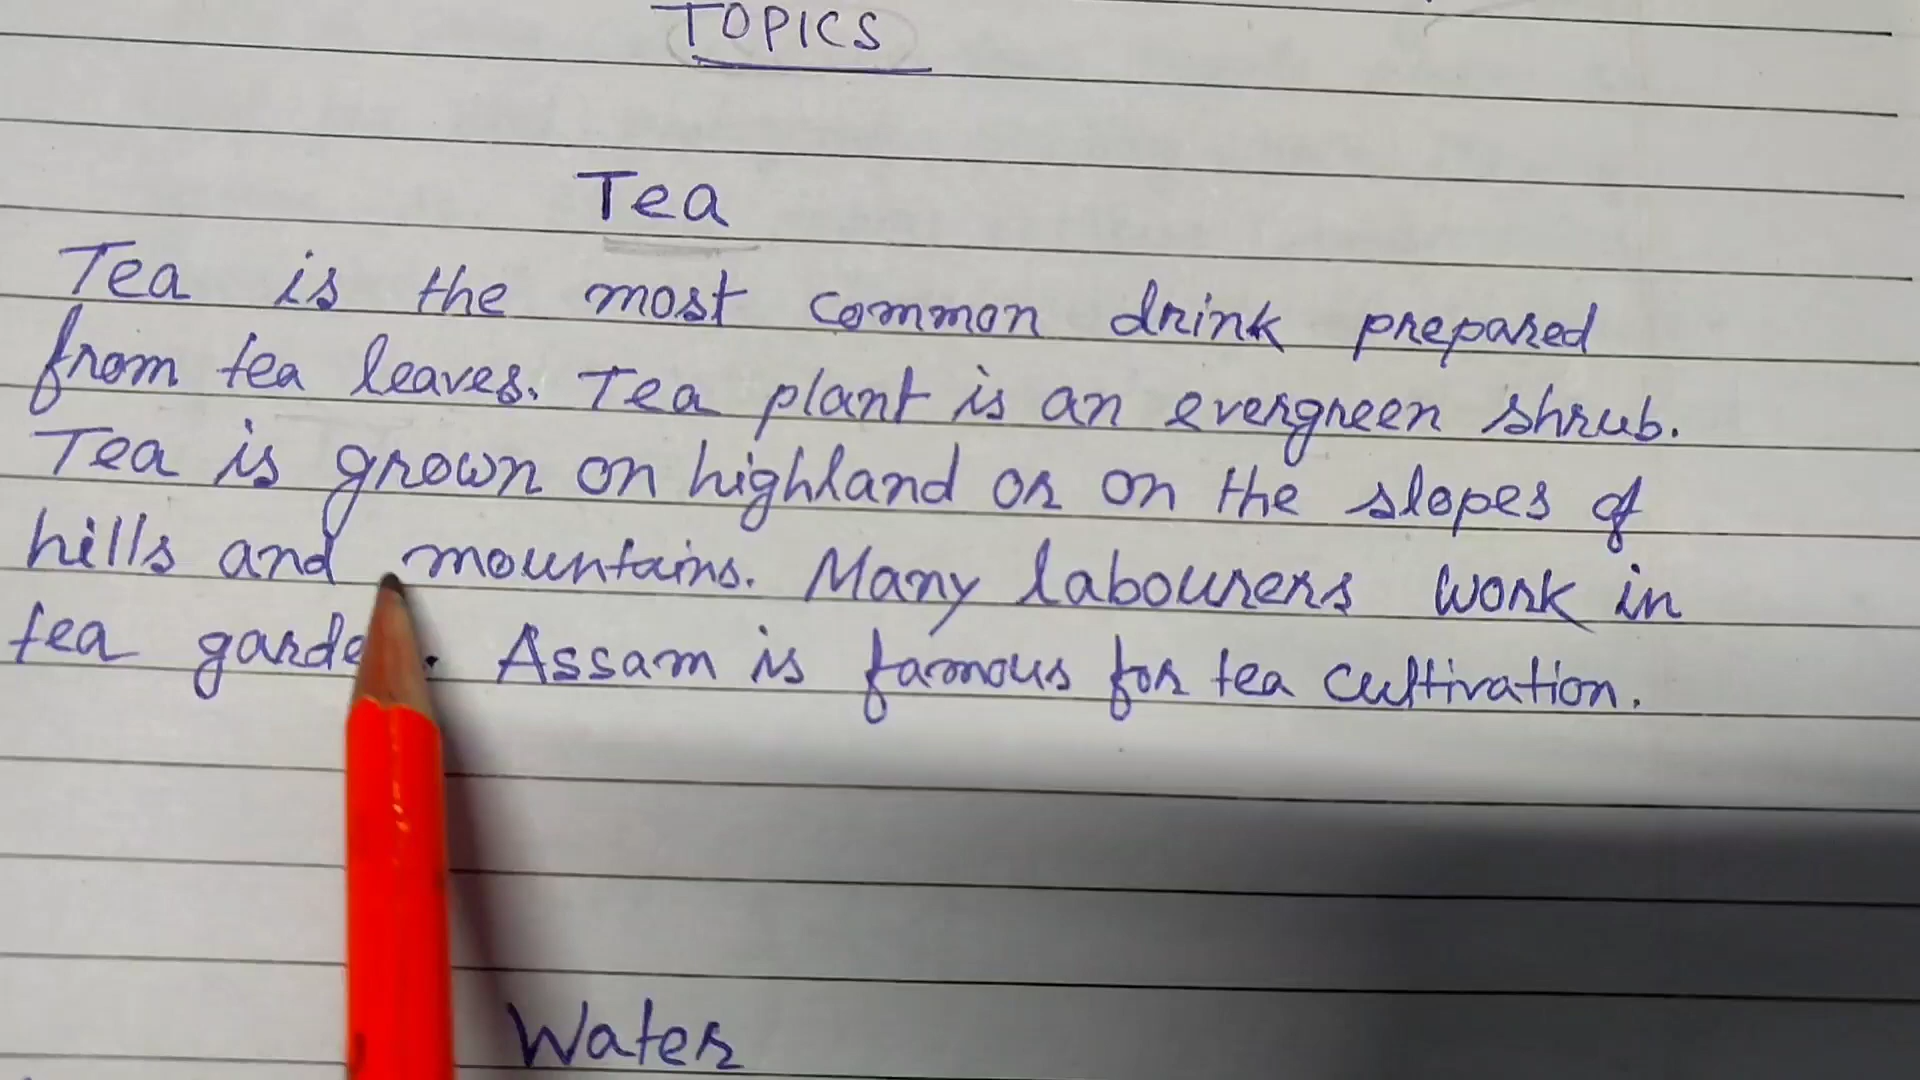 TOPICS
Tea
Tea is the most common drink prepared
from tea leaves. Tea plant is an evergreen shrub.
Tea is grown on highland or on the slopes of
hills and mountains. Many labourers work in
tea garde . Assam is famous for tea cultivation.
Water